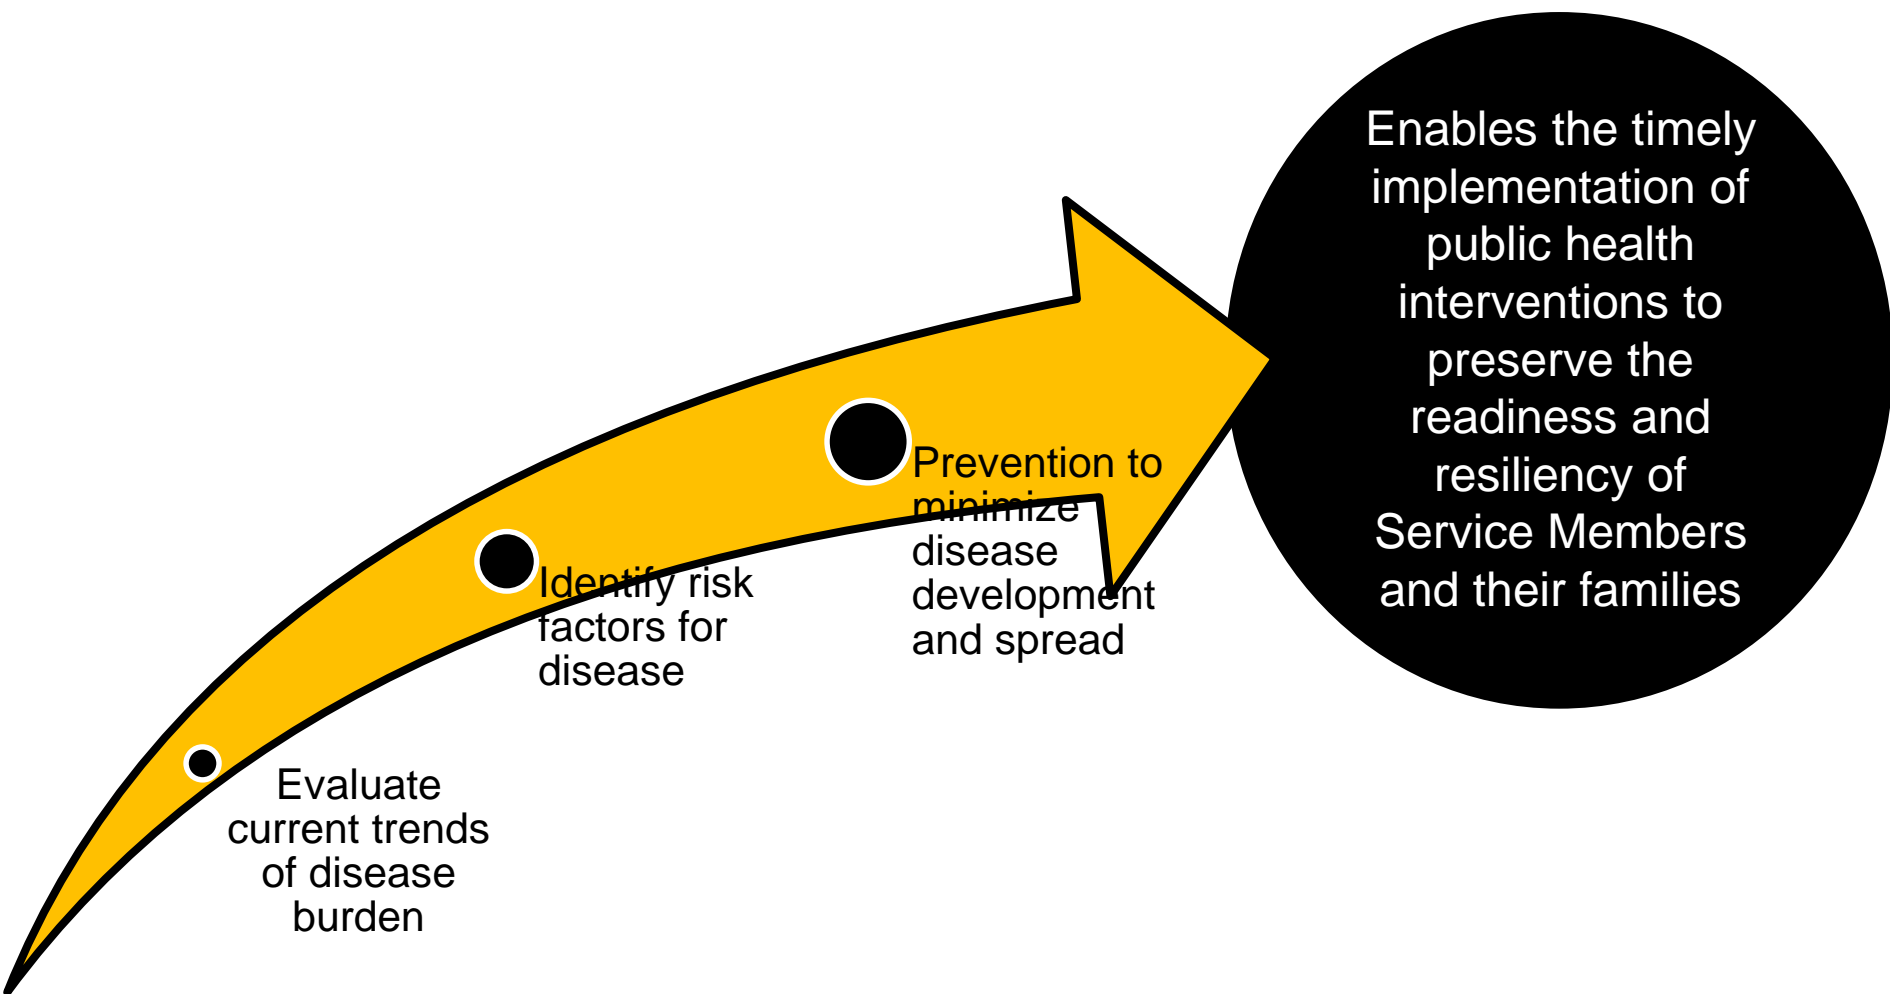 Evaluate
current trends
of disease
burden
Identify risk
factors for
disease
Prevention to
minimize
disease
development
and spread
Enables the timely
implementation of
public health
interventions to
preserve the
readiness and
resiliency of
Service Members
and their families